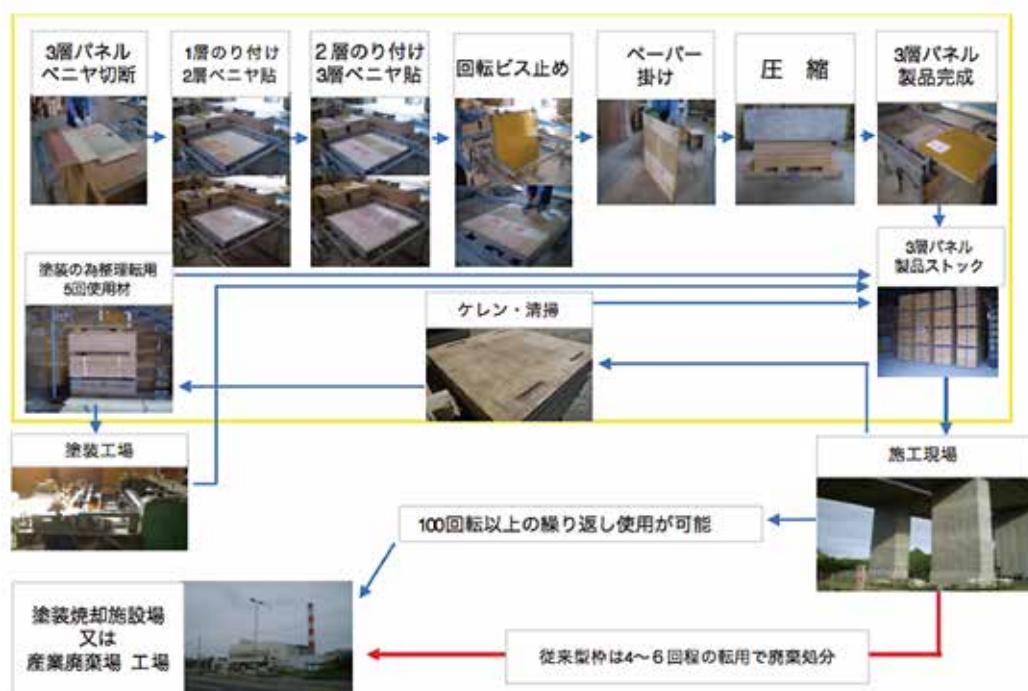 3層パネル
ベニヤ切断
1層のり付け
2層ベニヤ貼
2層のり付け
3層ベニヤ貼
回転ビス止め
ペーパー
掛け
圧　縮
3層パネル
製品完成
塗装の為整理転用
5回使用材
ケレン・清掃
3層パネル
製品ストック
塗装工場
施工現場
100回転以上の繰り返し使用が可能
塗装焼却施設場
又は
産業廃棄場 工場
従来型枠は4〜6回程の転用で廃棄処分